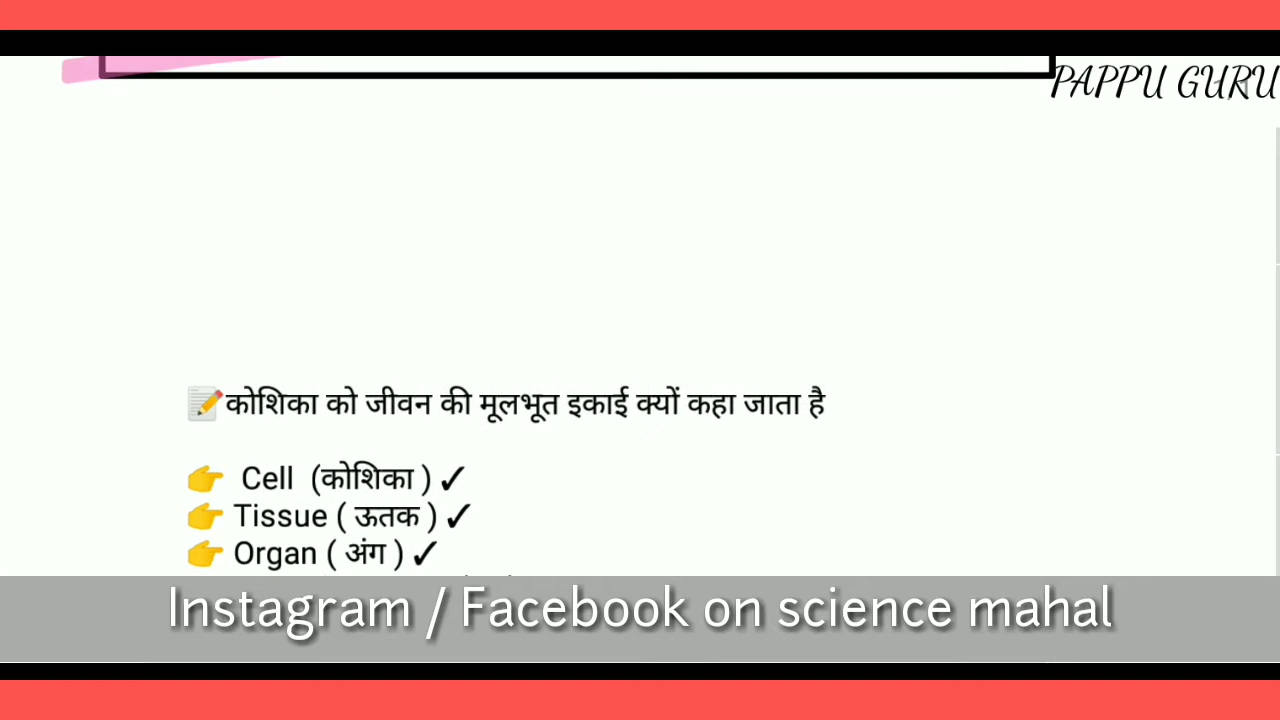 PAPPU GURU
📝कोशिका को जीवन की मूलभूत इकाई क्यों कहा जाता है
👉 Cell (कोशिका ) ✓
👉 Tissue ( ऊतक ) ✓
👉 Organ ( अंग ) ✓
Instagram / Facebook on science mahal